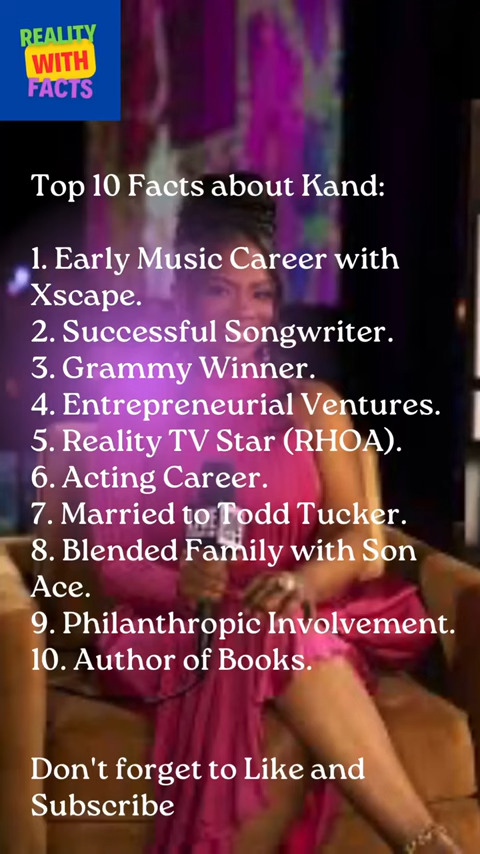 REALITY
WITH
FACTS
Top 10 Facts about Kand:
1. Early Music Career with
Xscape.
2. Successful Songwriter.
3. Grammy Winner.
4. Entrepreneurial Ventures.
5. Reality TV Star (RHOA).
6. Acting Career.
7. Married to Todd Tucker.
8. Blended Family with Son
Ace.
9. Philanthropic Involvement.
10. Author of Books.
Don't forget to Like and
Subscribe